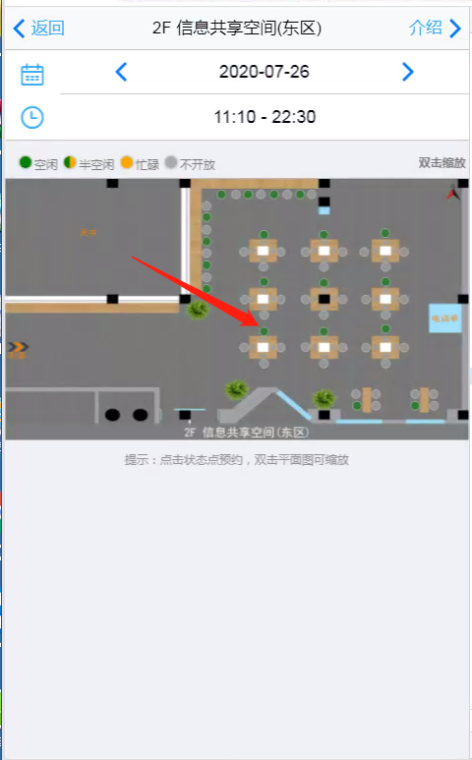 返回
2F 信息共享空间(东区)
介绍
2020-07-26
11:10 - 22:30
空闲 半空闲 忙碌 不开放
双击缩放
2F 信息共享空间(东区)
提示：点击状态点预约，双击平面图可缩放